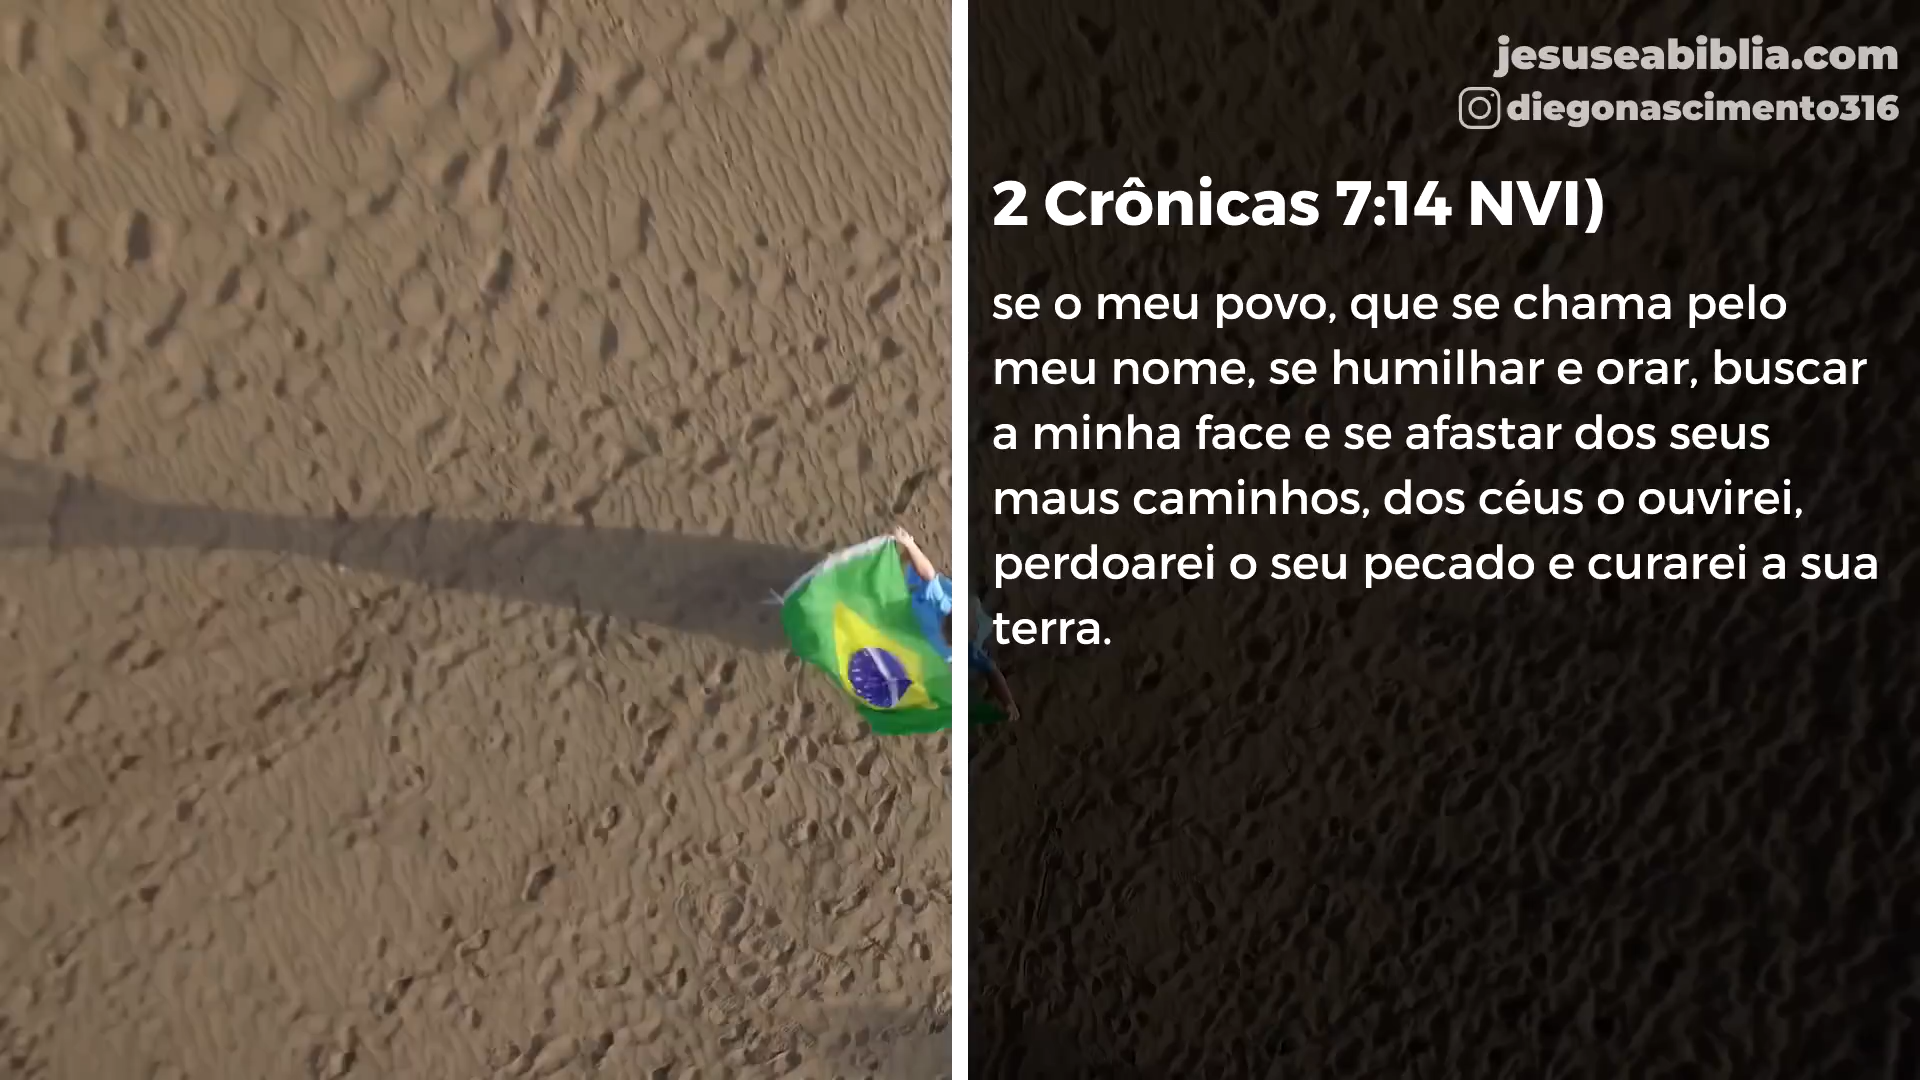 jesuseabiblia.com
diegonascimento316
2 Crônicas 7:14 NVI)
se o meu povo, que se chama pelo
meu nome, se humilhar e orar, buscar
a minha face e se afastar dos seus
maus caminhos, dos céus o ouvirei,
perdoarei o seu pecado e curarei a sua
terra.